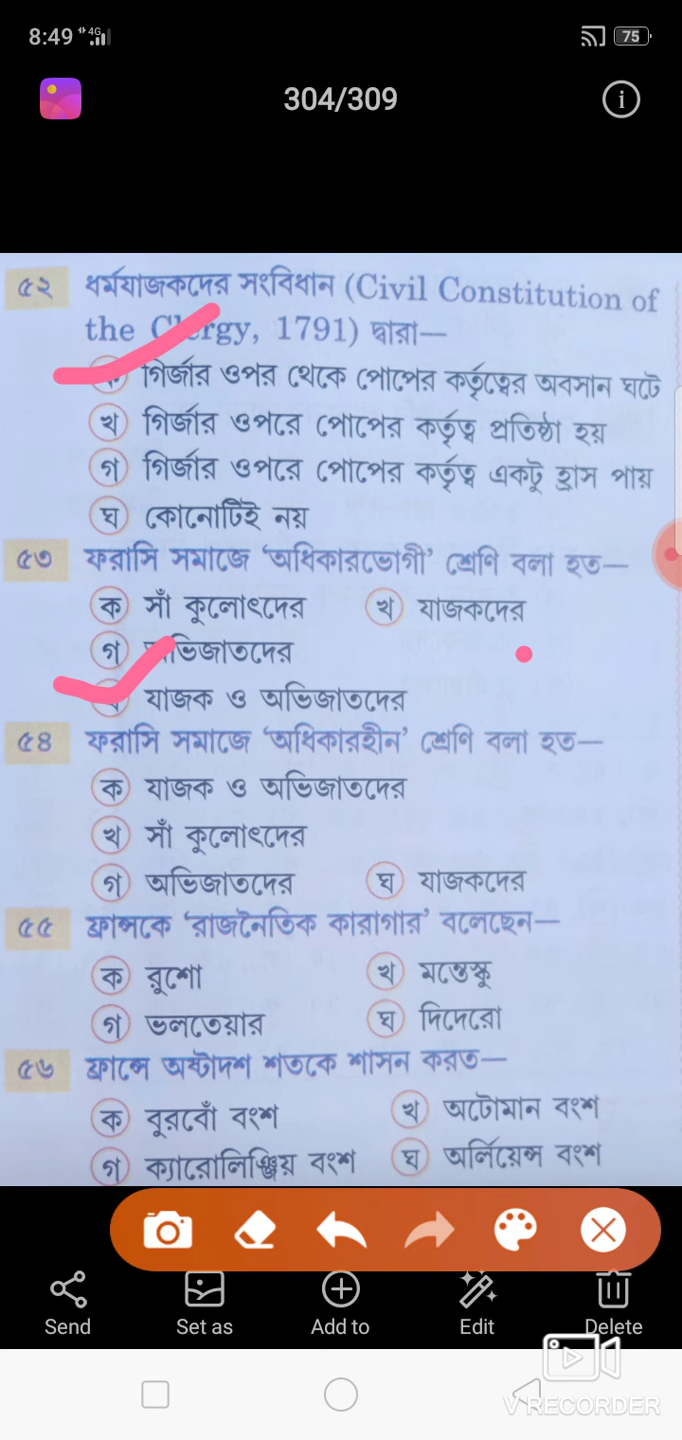 8:49 4G 75
304/309
৫২ ধর্মযাজকদের সংবিধান (Civil Constitution of
the Clergy, 1791) দ্বারা—
ক গির্জার ওপর থেকে পোপের কর্তৃত্বের অবসান ঘটে
খ গির্জার ওপরে পোপের কর্তৃত্ব প্রতিষ্ঠা হয়
গ গির্জার ওপরে পোপের কর্তৃত্ব একটু হ্রাস পায়
ঘ কোনোটিই নয়
৫৩ ফরাসি সমাজে 'অধিকারভোগী' শ্রেণি বলা হত—
ক সাঁ কুলোৎদের খ যাজকদের
গ অভিজাতদের
যাজক ও অভিজাতদের
৫৪ ফরাসি সমাজে 'অধিকারহীন' শ্রেণি বলা হত—
ক যাজক ও অভিজাতদের
খ সাঁ কুলোৎদের
গ অভিজাতদের ঘ যাজকদের
৫৫ ফ্রান্সকে 'রাজনৈতিক কারাগার' বলেছেন—
ক রুশো খ মন্তেস্কু
গ ভলতেয়ার ঘ দিদেরো
৫৬ ফ্রান্সে অষ্টাদশ শতকে শাসন করত—
ক বুরবোঁ বংশ খ অটোমান বংশ
গ ক্যারোলিঞ্জিয় বংশ ঘ অর্লিয়েন্স বংশ
Send Set as Add to Edit Delete
V RECORDER